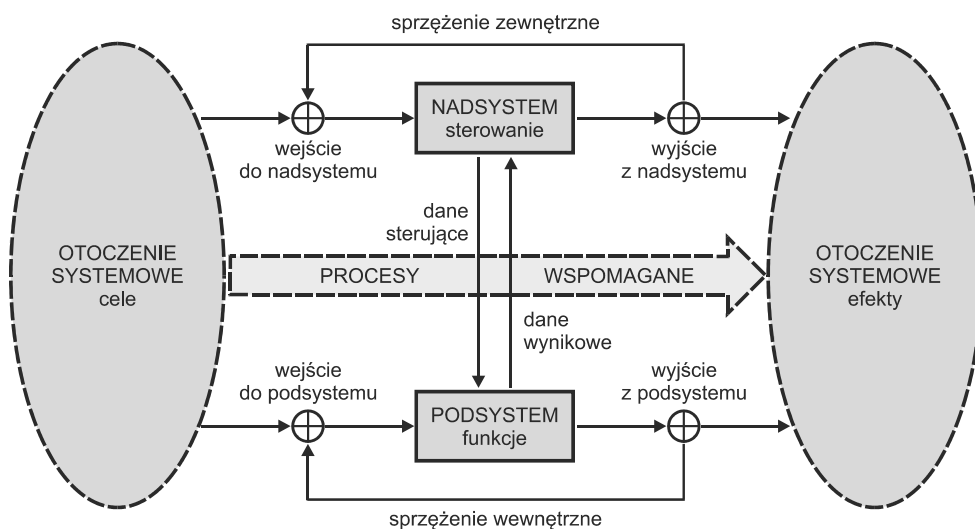 sprzężenie zewnętrzne
NADSYSTEM
sterowanie
wejście
do nadsystemu
wyjście
z nadsystemu
dane
sterujące
OTOCZENIE
SYSTEMOWE
cele
PROCESY
WSPOMAGANE
OTOCZENIE
SYSTEMOWE
efekty
dane
wynikowe
wejście
do podsystemu
wyjście
z podsystemu
PODSYSTEM
funkcje
sprzężenie wewnętrzne